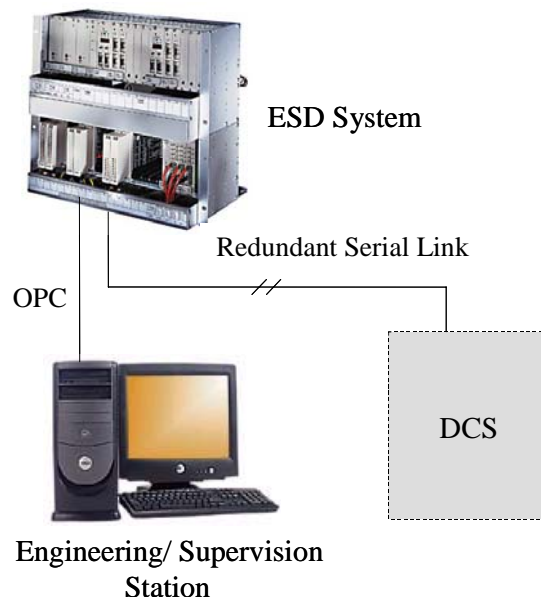 ESD System
Redundant Serial Link
OPC
DCS
Engineering/ Supervision
Station